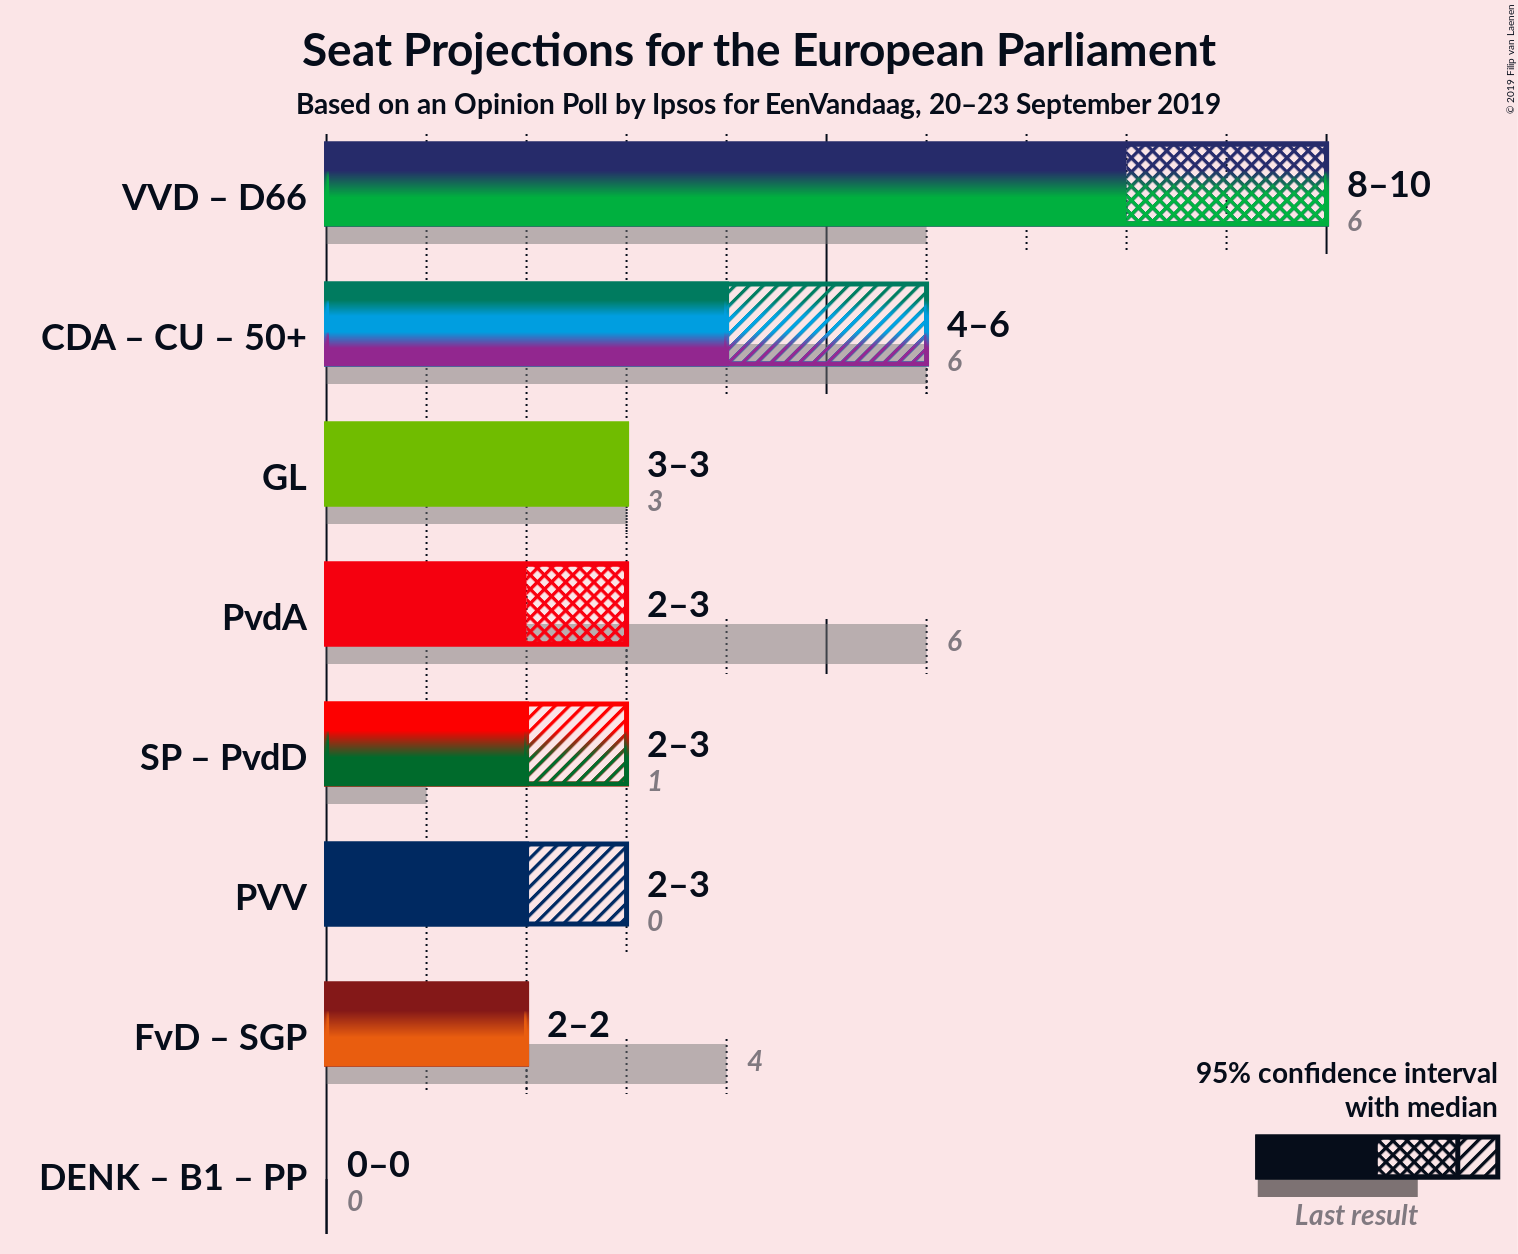 Seat Projections for the European Parliament
Based on an Opinion Poll by Ipsos for EenVandaag, 20–23 September 2019
© 2019 Filip van Laenen
VVD – D66
8–10
6
CDA – CU – 50+
4–6
6
GL
3–3
3
PvdA
2–3
6
SP – PvdD
2–3
1
PVV
2–3
0
FvD – SGP
2–2
4
DENK – B1 – PP
0–0
0
95% confidence interval
with median
Last result